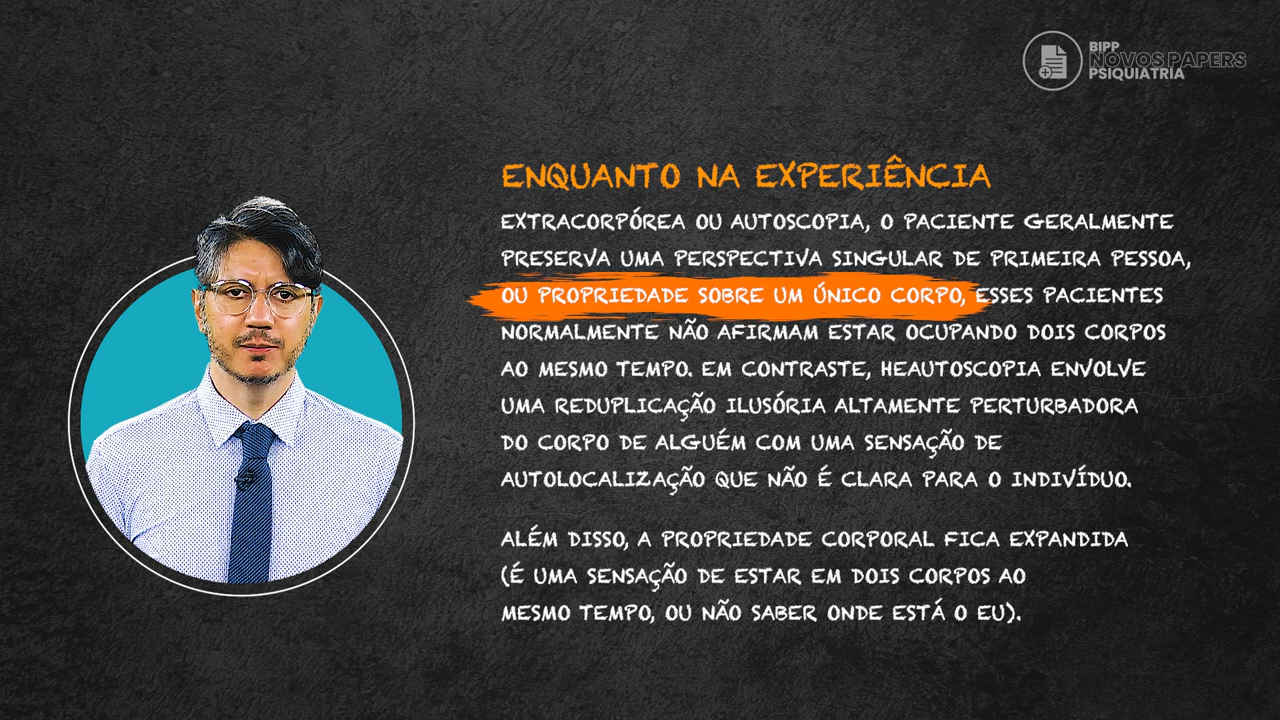 BIPP
NOVOS PAPERS
PSIQUIATRIA
ENQUANTO NA EXPERIÊNCIA
EXTRACORPÓREA OU AUTOSCOPIA, O PACIENTE GERALMENTE
PRESERVA UMA PERSPECTIVA SINGULAR DE PRIMEIRA PESSOA,
OU PROPRIEDADE SOBRE UM ÚNICO CORPO, ESSES PACIENTES
NORMALMENTE NÃO AFIRMAM ESTAR OCUPANDO DOIS CORPOS
AO MESMO TEMPO. EM CONTRASTE, HEAUTOSCOPIA ENVOLVE
UMA REDUPLICAÇÃO ILUSÓRIA ALTAMENTE PERTURBADORA
DO CORPO DE ALGUÉM COM UMA SENSAÇÃO DE
AUTOLOCALIZAÇÃO QUE NÃO É CLARA PARA O INDIVÍDUO.
ALÉM DISSO, A PROPRIEDADE CORPORAL FICA EXPANDIDA
(É UMA SENSAÇÃO DE ESTAR EM DOIS CORPOS AO
MESMO TEMPO, OU NÃO SABER ONDE ESTÁ O EU).